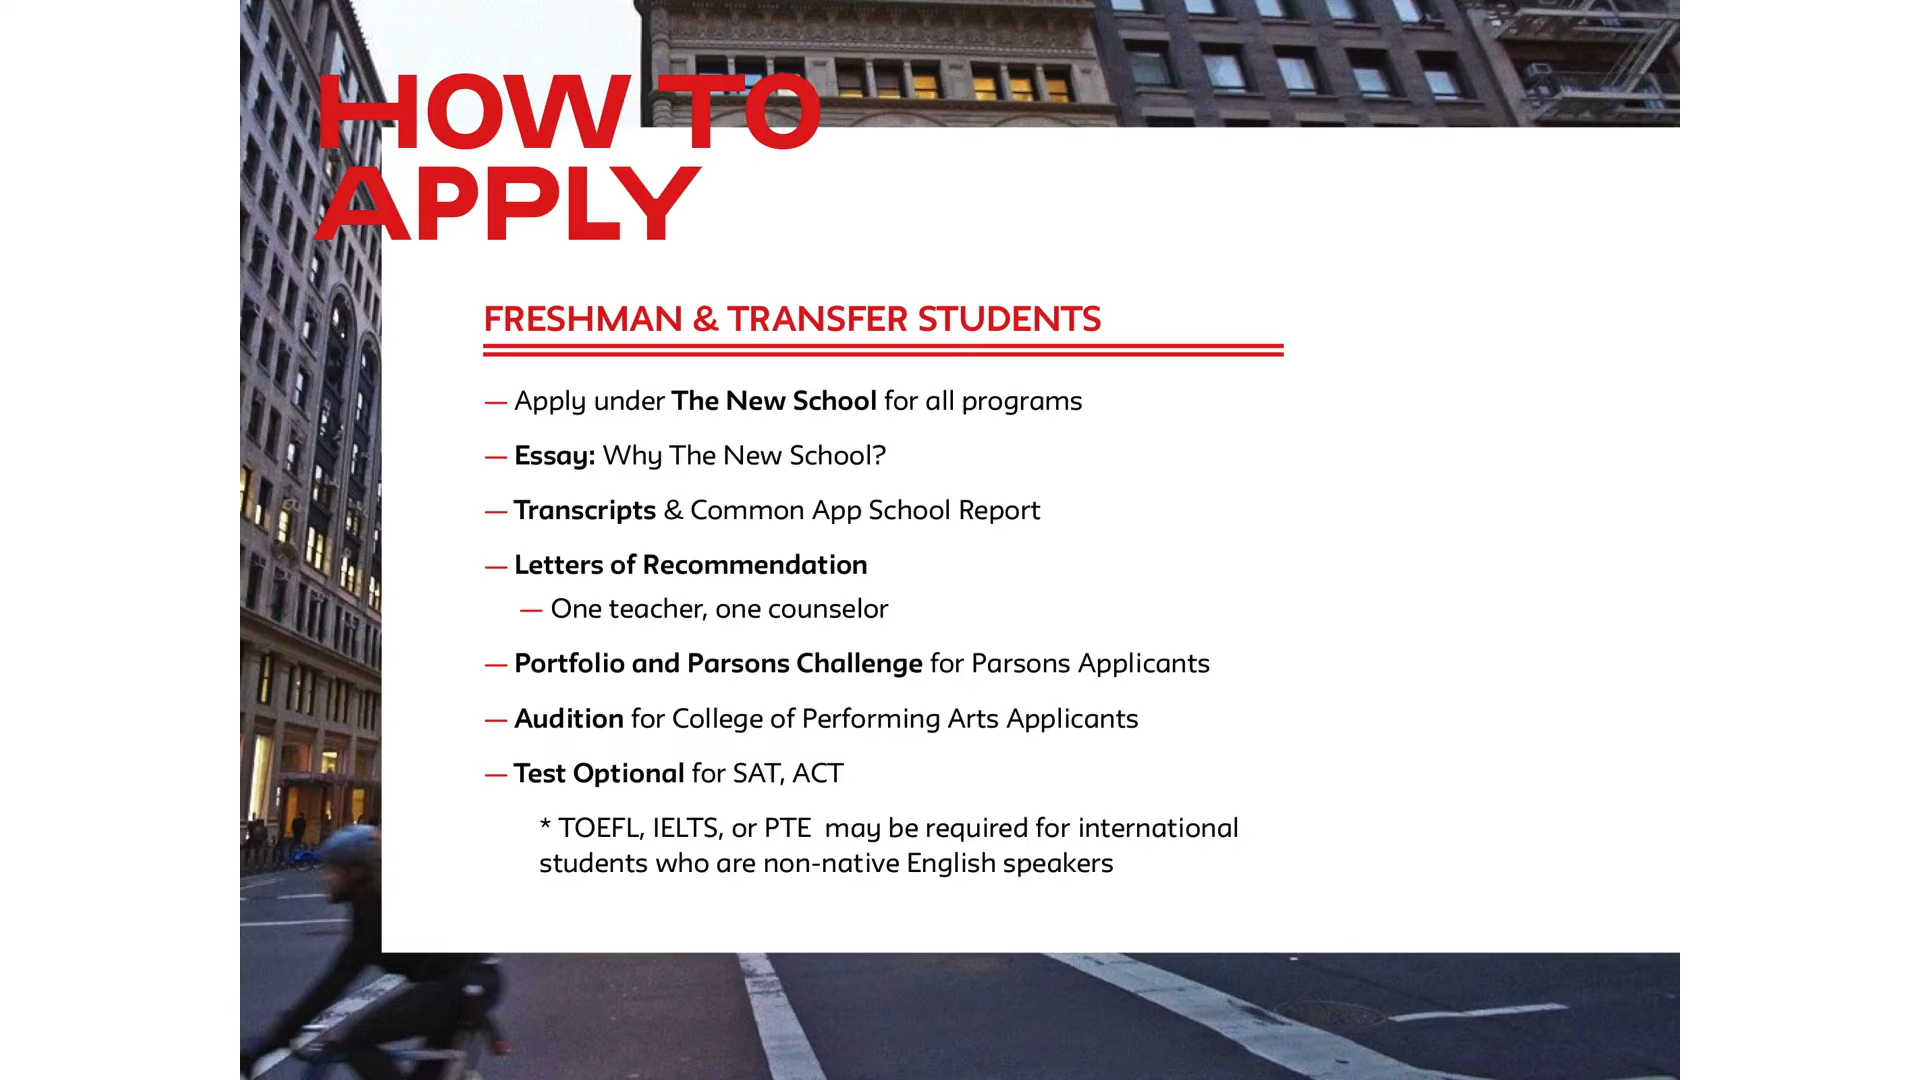 HOW TO
APPLY
FRESHMAN & TRANSFER STUDENTS
— Apply under The New School for all programs
— Essay: Why The New School?
— Transcripts & Common App School Report
— Letters of Recommendation
— One teacher, one counselor
— Portfolio and Parsons Challenge for Parsons Applicants
— Audition for College of Performing Arts Applicants
— Test Optional for SAT, ACT
* TOEFL, IELTS, or PTE may be required for international
students who are non-native English speakers